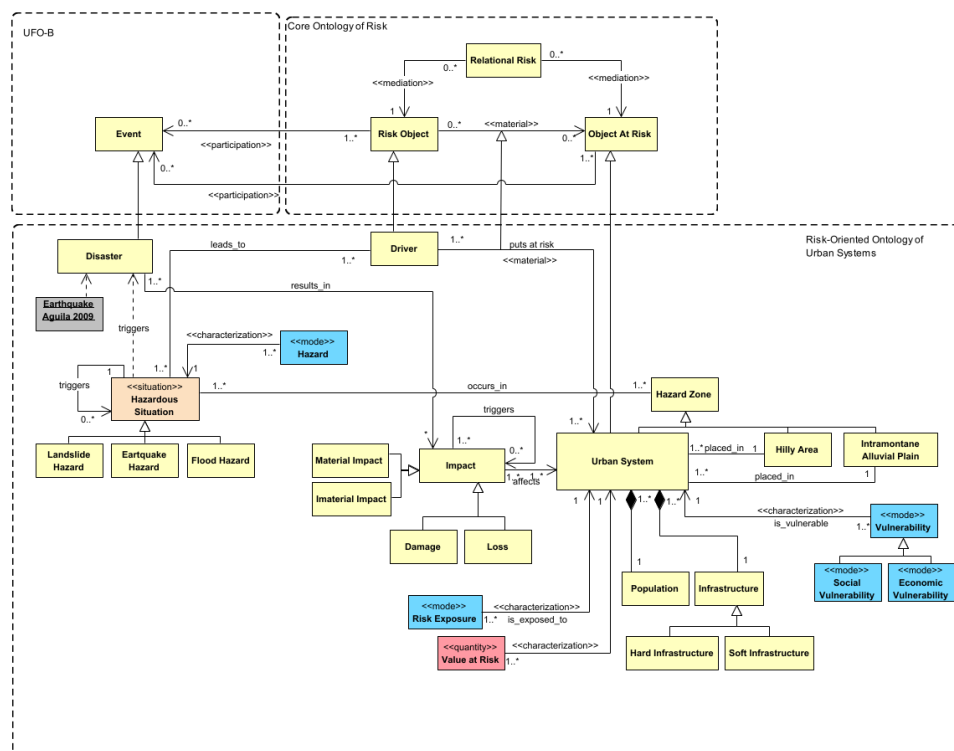 UFO-B
Core Ontology of Risk
Relational Risk
0..*
0..*
<<mediation>>
<<mediation>>
1
1
Event
0..*
Risk Object
0..*
<<material>>
0..*
Object At Risk
1..*
<<participation>>
0..*
1..*
<<participation>>
Risk-Oriented Ontology of
Urban Systems
Disaster
leads_to
1..*
Driver
1..*
puts at risk
<<material>>
1..*
results_in
Earthquake
Aguila 2009
triggers
<<characterization>>
1..*
<<mode>>
Hazard
1
triggers
0..*
<<situation>>
Hazardous
Situation
1..*
1
1..*
occurs_in
1..*
Hazard Zone
Landslide
Hazard
Eartquake
Hazard
Flood Hazard
*
triggers
1..*
0..*
1..*
Material Impact
Imaterial Impact
Impact
1..*
1..*
affects
Urban System
1..*
placed_in
1
Hilly Area
Intramontane
Alluvial Plain
1..*
placed_in
1
Damage
Loss
1
1
1..*
1..*
1
<<characterization>>
is_vulnerable
1..*
<<mode>>
Vulnerability
1
1
Population
Infrastructure
<<mode>>
Social
Vulnerability
<<mode>>
Economic
Vulnerability
<<mode>>
Risk Exposure
<<characterization>>
1..*
is_exposed_to
<<quantity>>
Value at Risk
<<characterization>>
1..*
Hard Infrastructure
Soft Infrastructure